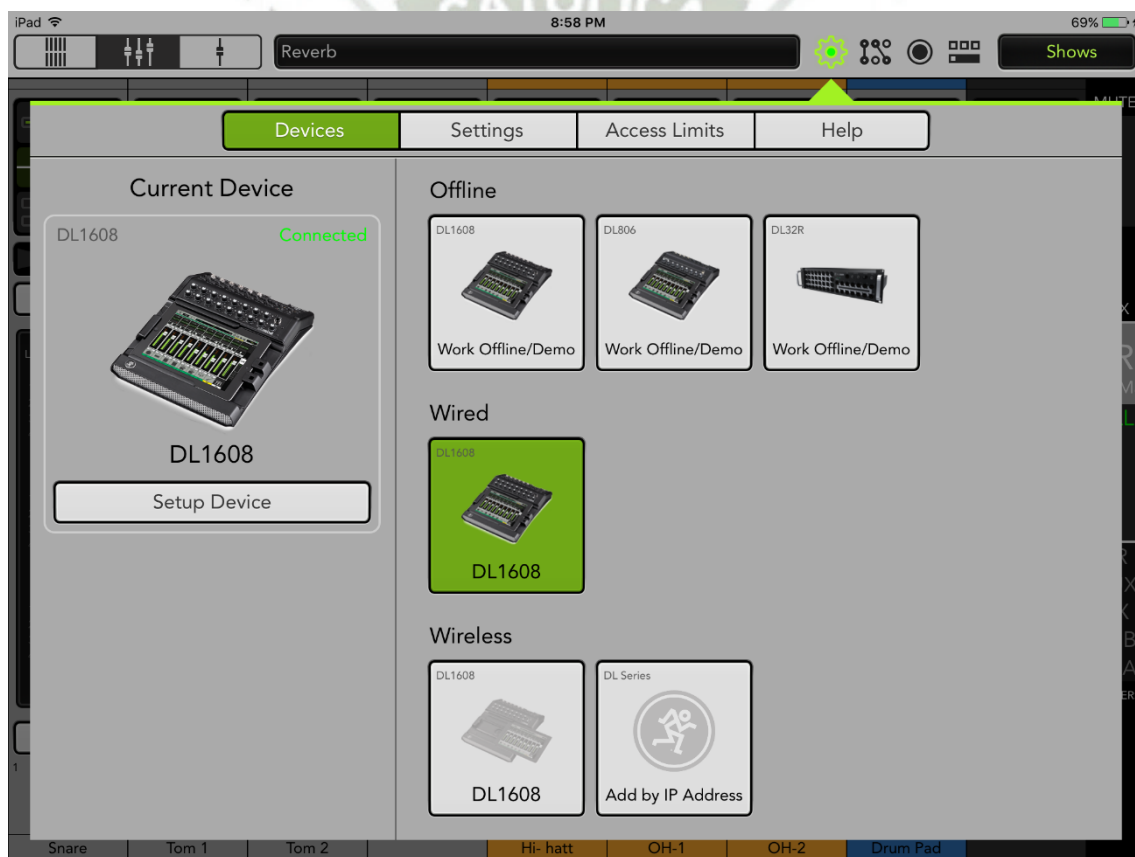 CATOLICA
iPad
8:58 PM
69%
Reverb
Shows
MUTE
Devices
Settings
Access Limits
Help
Current Device
DL1608
Connected
DL1608
Setup Device
Offline
DL1608
Work Offline/Demo
DL806
Work Offline/Demo
DL32R
Work Offline/Demo
Wired
DL1608
DL1608
Wireless
DL1608
DL1608
DL Series
Add by IP Address
1
Snare
Tom 1
Tom 2
Hi- hatt
OH-1
OH-2
Drum Pad